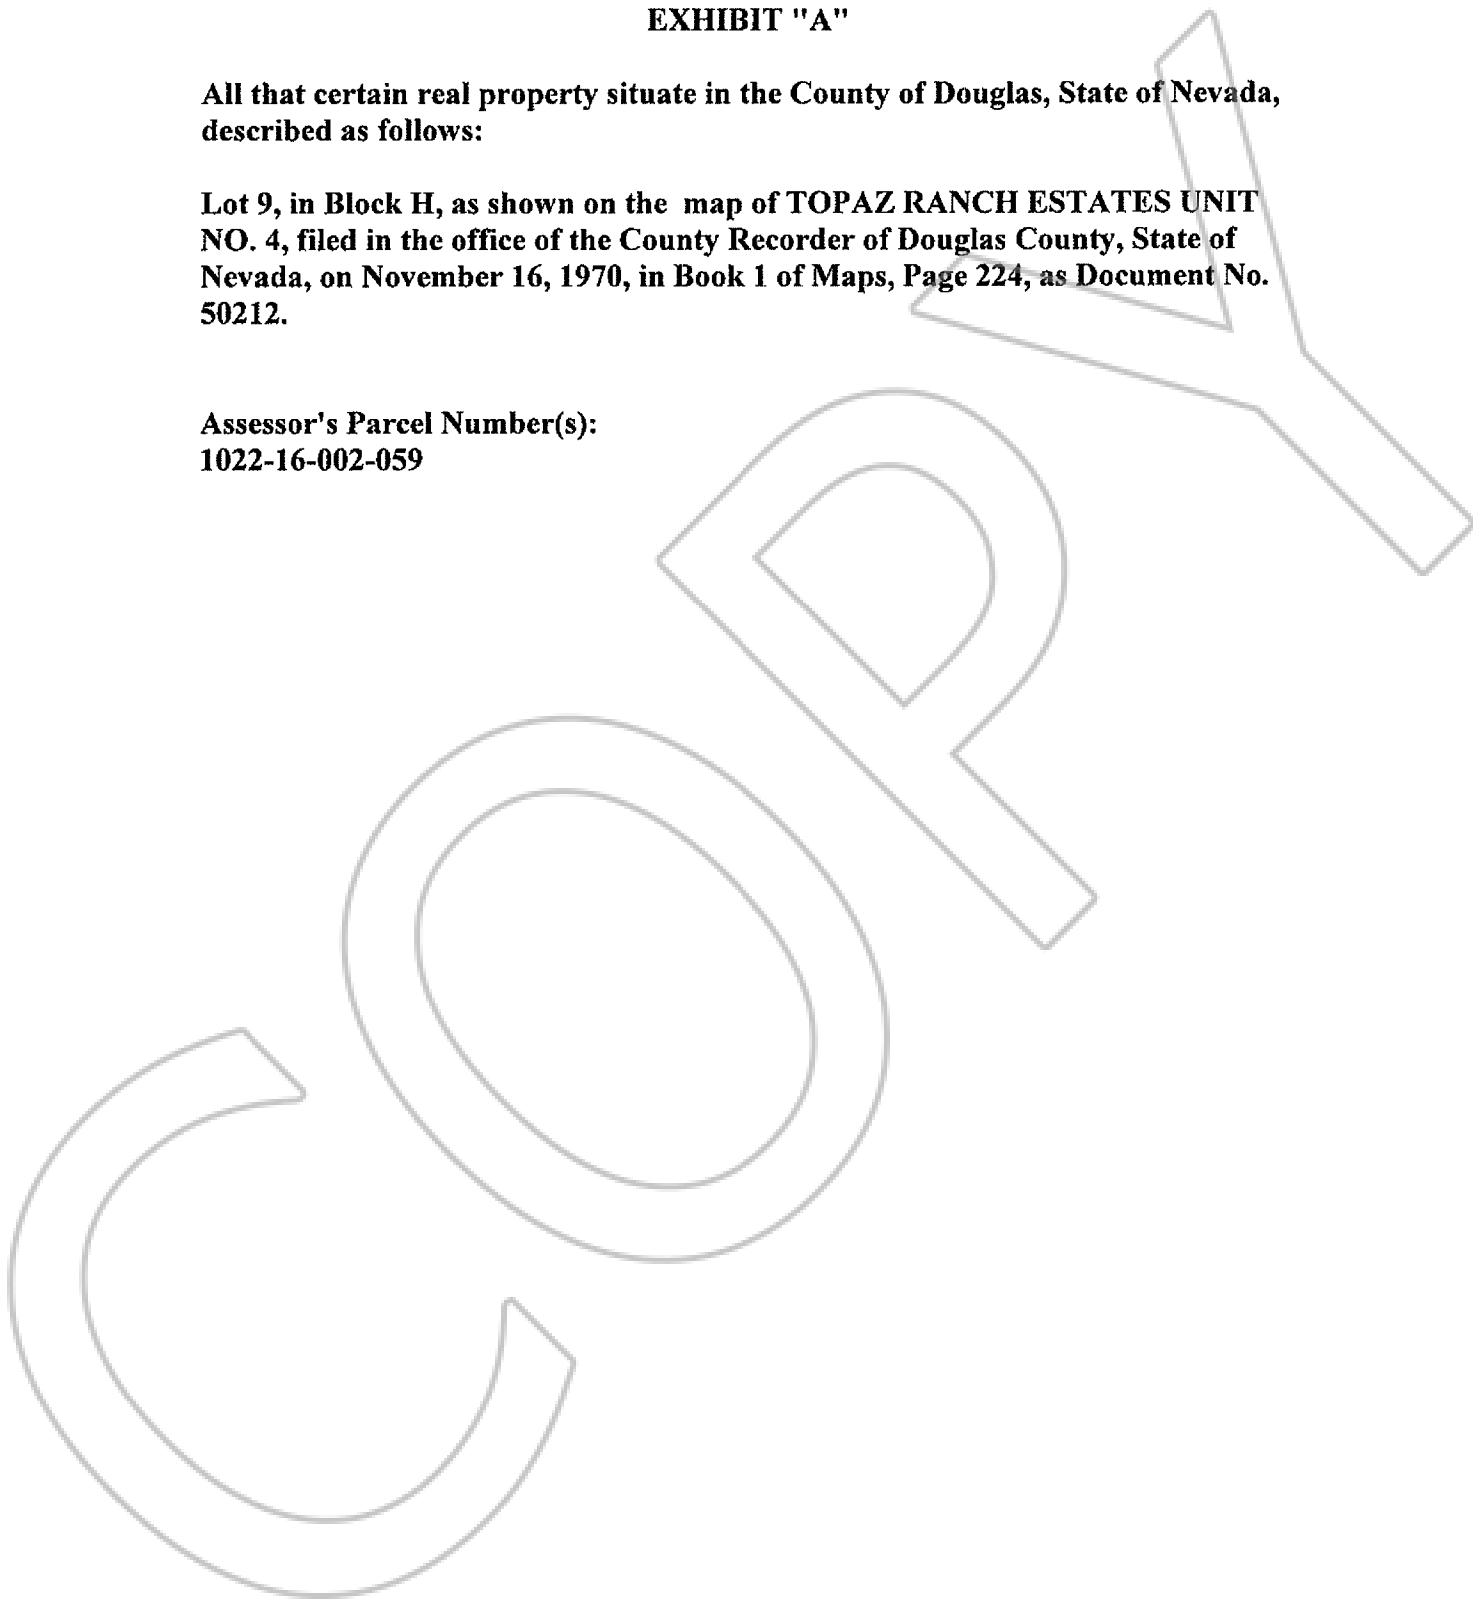 EXHIBIT "A"
All that certain real property situate in the County of Douglas, State of Nevada,
described as follows:
Lot 9, in Block H, as shown on the map of TOPAZ RANCH ESTATES UNIT
NO. 4, filed in the office of the County Recorder of Douglas County, State of
Nevada, on November 16, 1970, in Book 1 of Maps, Page 224, as Document No.
50212.
Assessor's Parcel Number(s):
1022-16-002-059
COPY